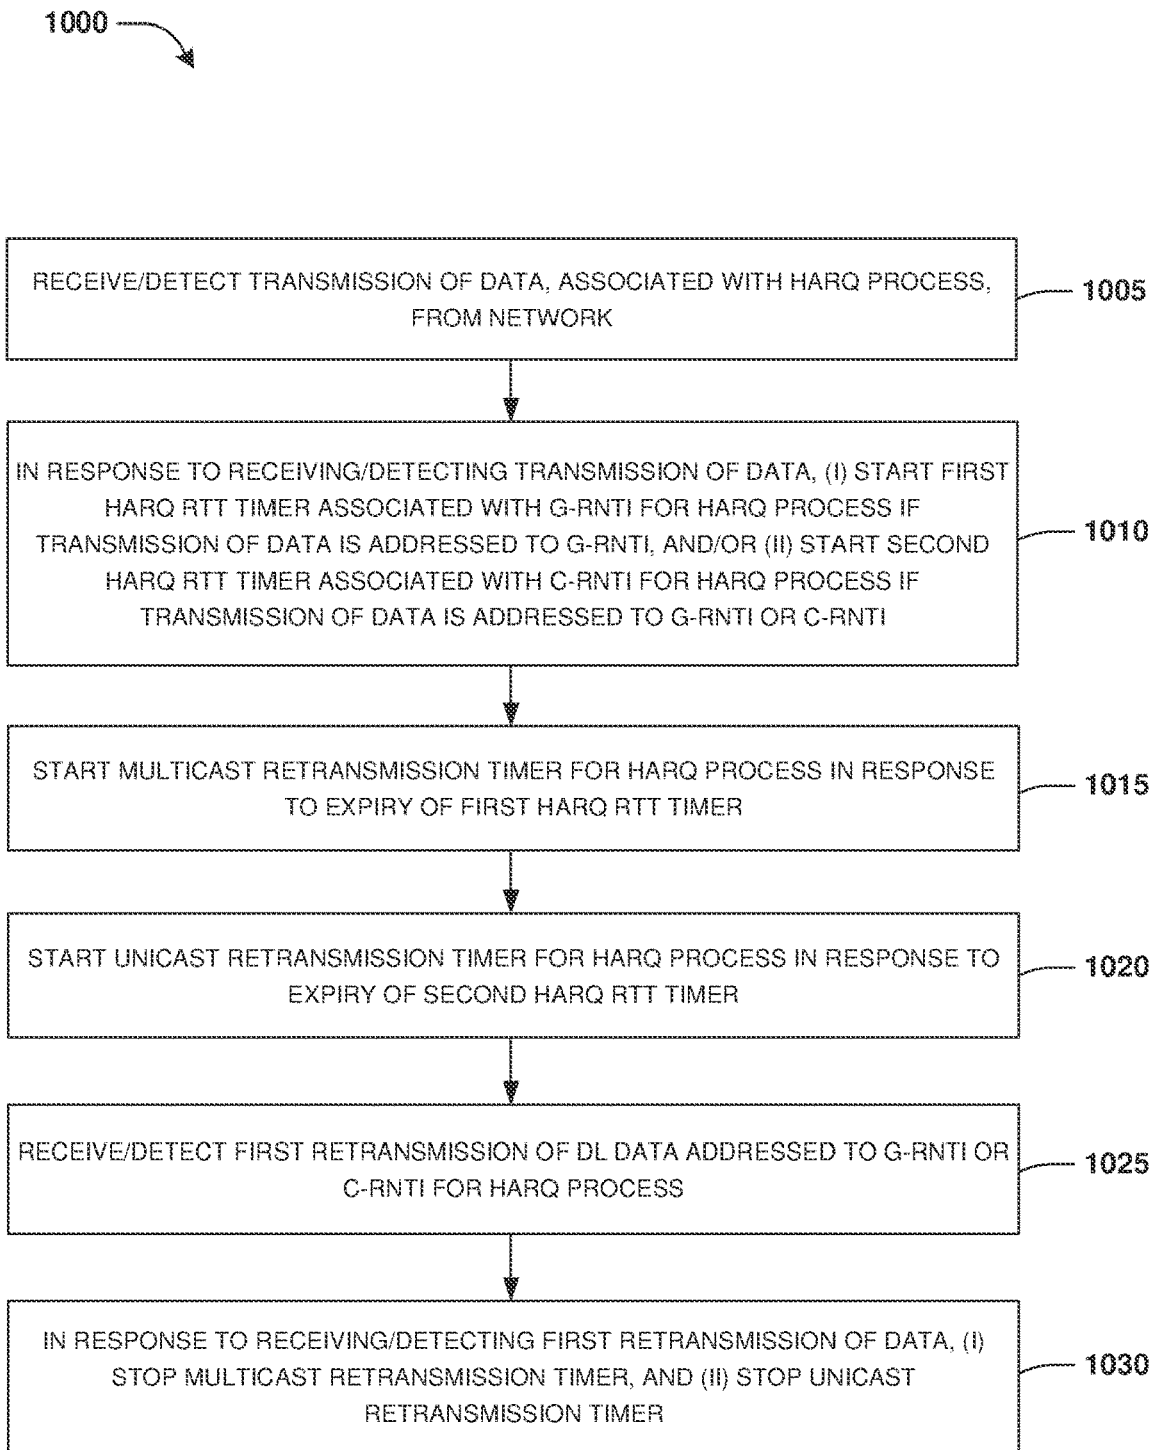 1000
RECEIVE/DETECT TRANSMISSION OF DATA, ASSOCIATED WITH HARQ PROCESS,
FROM NETWORK
1005
IN RESPONSE TO RECEIVING/DETECTING TRANSMISSION OF DATA, (I) START FIRST
HARQ RTT TIMER ASSOCIATED WITH G-RNTI FOR HARQ PROCESS IF
TRANSMISSION OF DATA IS ADDRESSED TO G-RNTI, AND/OR (II) START SECOND
HARQ RTT TIMER ASSOCIATED WITH C-RNTI FOR HARQ PROCESS IF
TRANSMISSION OF DATA IS ADDRESSED TO G-RNTI OR C-RNTI
1010
START MULTICAST RETRANSMISSION TIMER FOR HARQ PROCESS IN RESPONSE
TO EXPIRY OF FIRST HARQ RTT TIMER
1015
START UNICAST RETRANSMISSION TIMER FOR HARQ PROCESS IN RESPONSE TO
EXPIRY OF SECOND HARQ RTT TIMER
1020
RECEIVE/DETECT FIRST RETRANSMISSION OF DL DATA ADDRESSED TO G-RNTI OR
C-RNTI FOR HARQ PROCESS
1025
IN RESPONSE TO RECEIVING/DETECTING FIRST RETRANSMISSION OF DATA, (I)
STOP MULTICAST RETRANSMISSION TIMER, AND (II) STOP UNICAST
RETRANSMISSION TIMER
1030